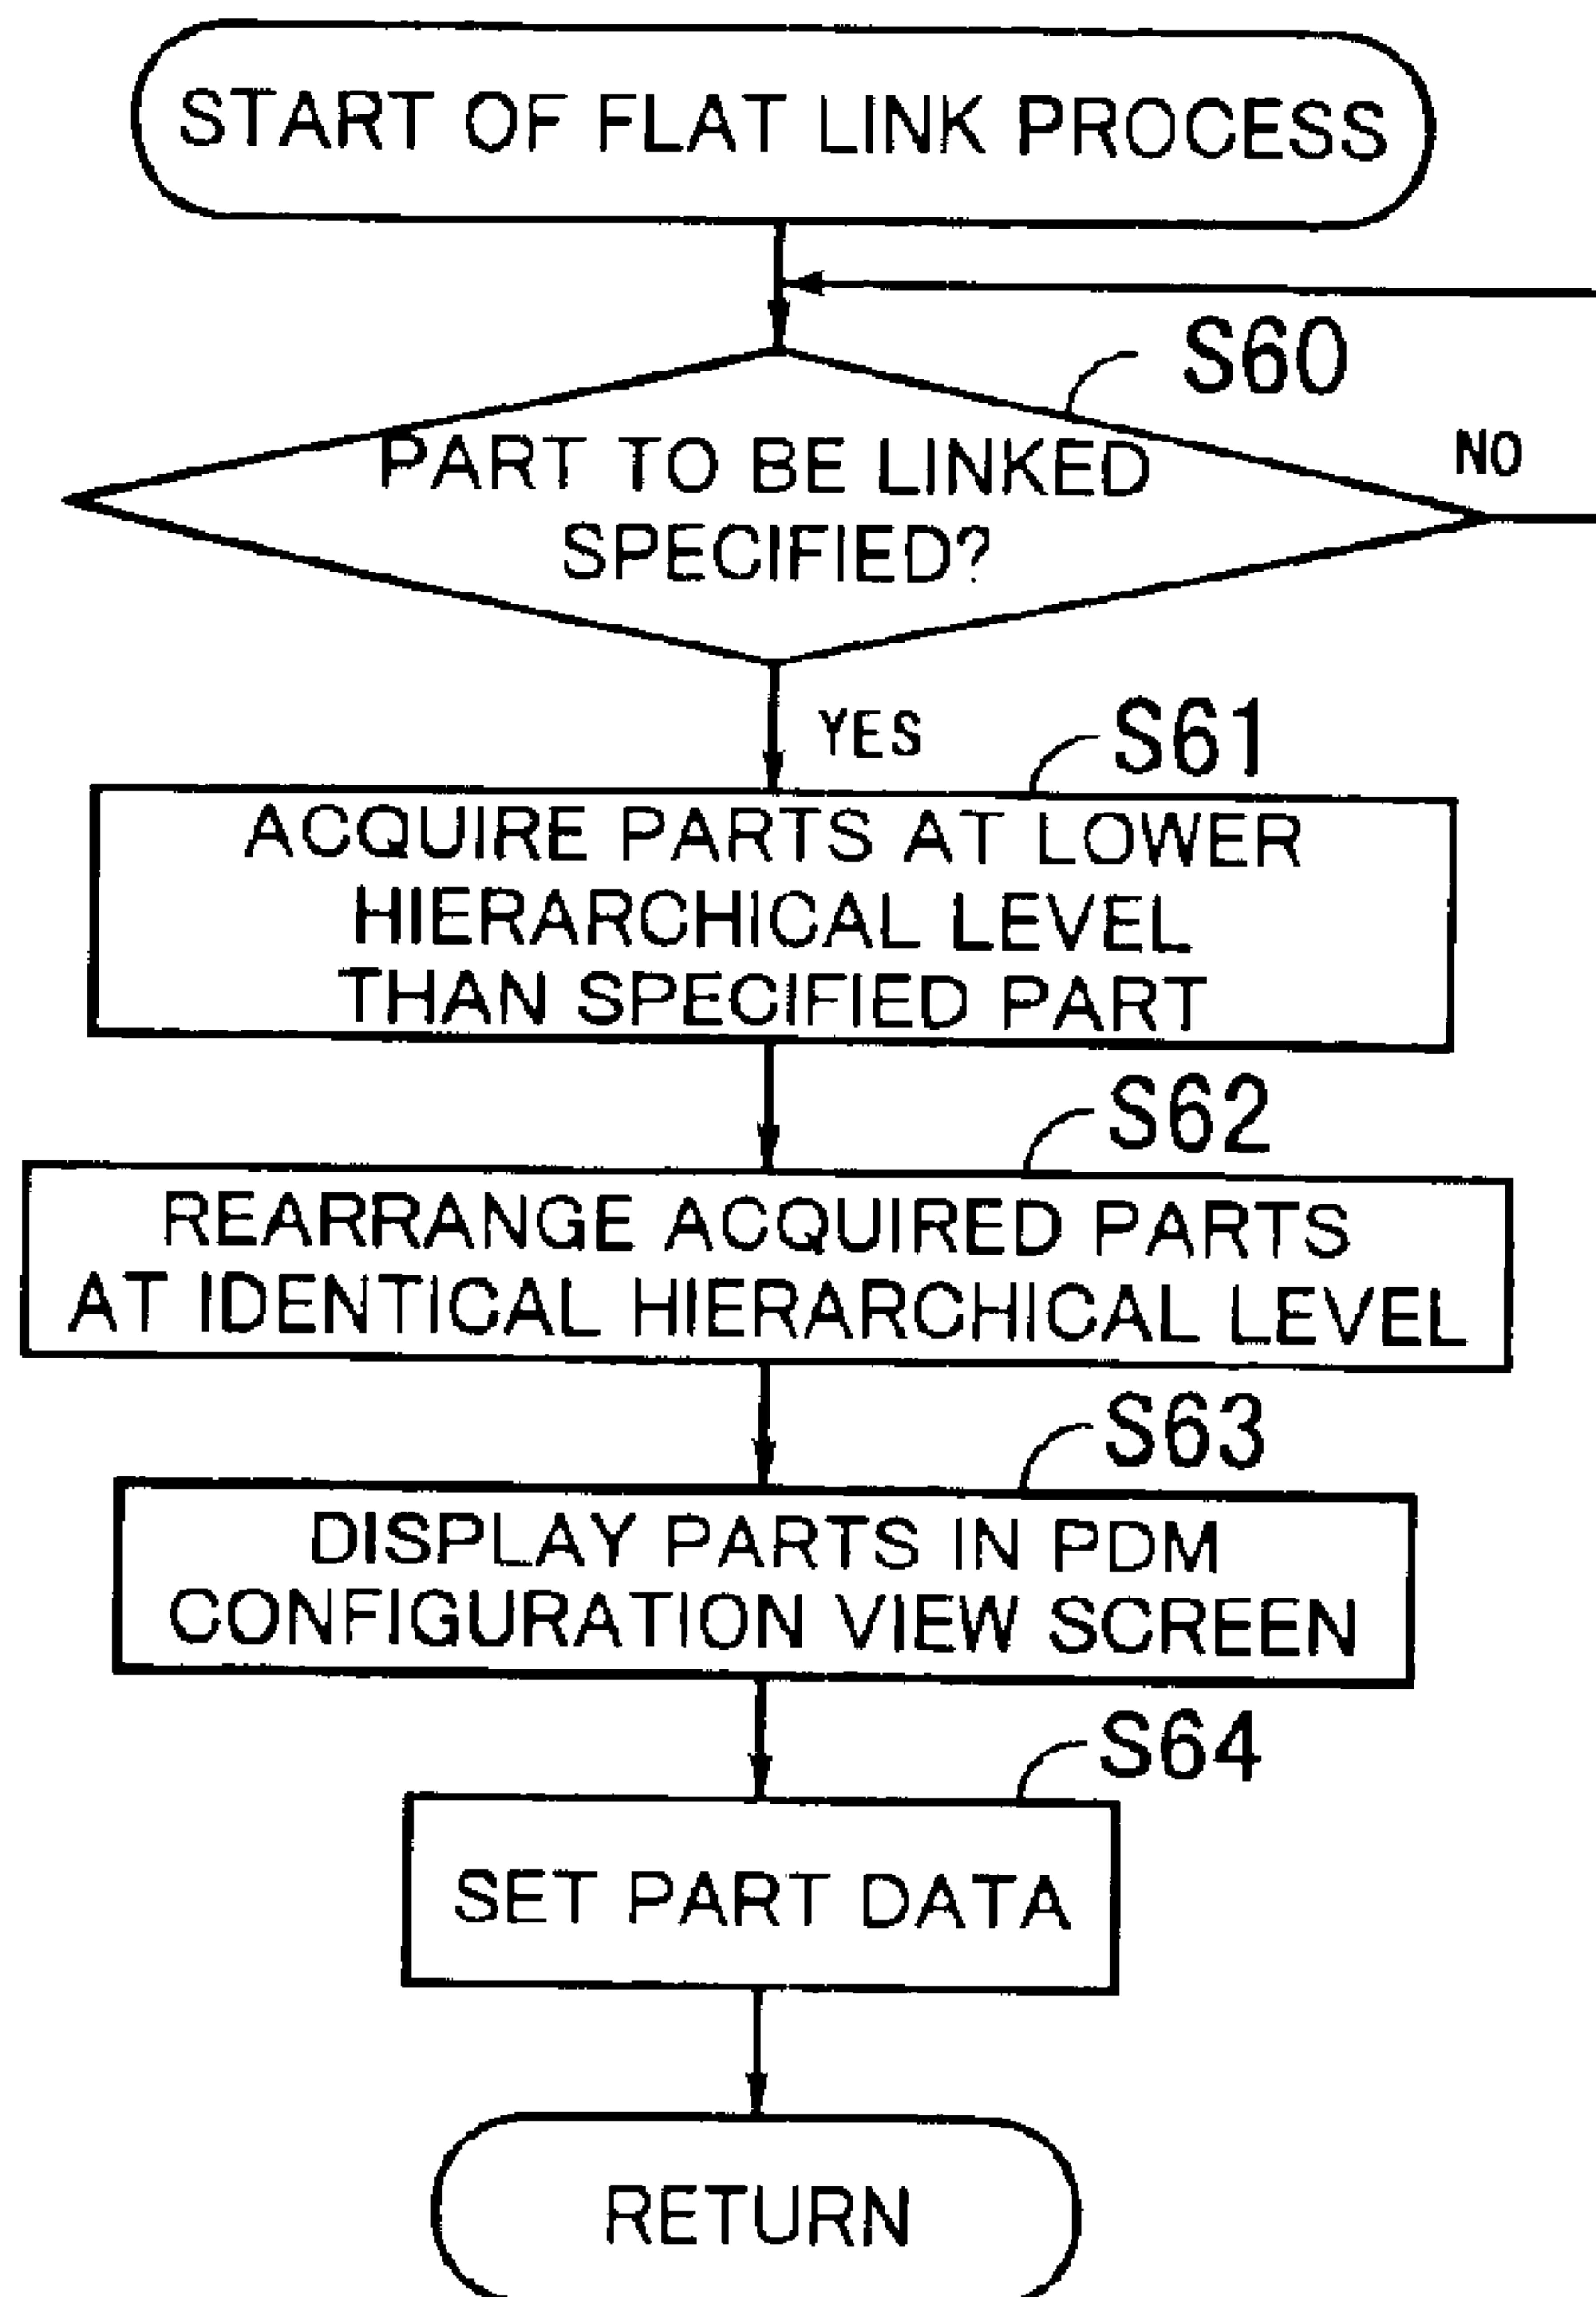 START OF FLAT LINK PROCESS
S60
PART TO BE LINKED
SPECIFIED?
NO
YES
S61
ACQUIRE PARTS AT LOWER
HIERARCHICAL LEVEL
THAN SPECIFIED PART
S62
REARRANGE ACQUIRED PARTS
AT IDENTICAL HIERARCHICAL LEVEL
S63
DISPLAY PARTS IN PDM
CONFIGURATION VIEW SCREEN
S64
SET PART DATA
RETURN